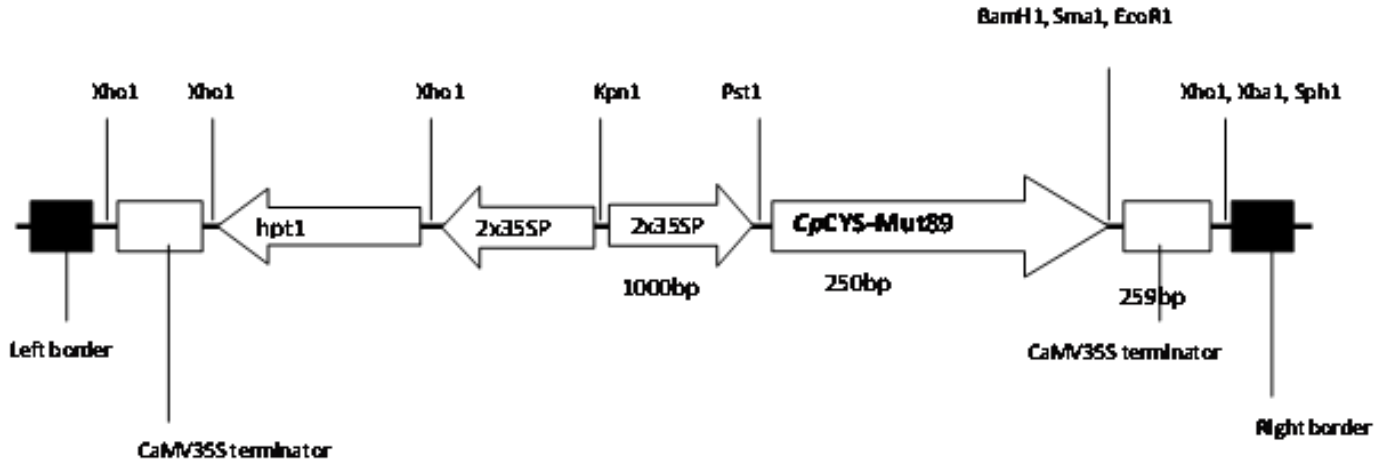 BamH1, Sma1, EcoR1
Xho1
Xho1
Xho1
Kpn1
Pst1
Xho1, Xba1, Sph1
hpt1
2x35SP
2x35SP
CpCYS-Mut89
1000bp
250bp
259bp
Left border
CaMV35S terminator
Right border
CaMV35S terminator